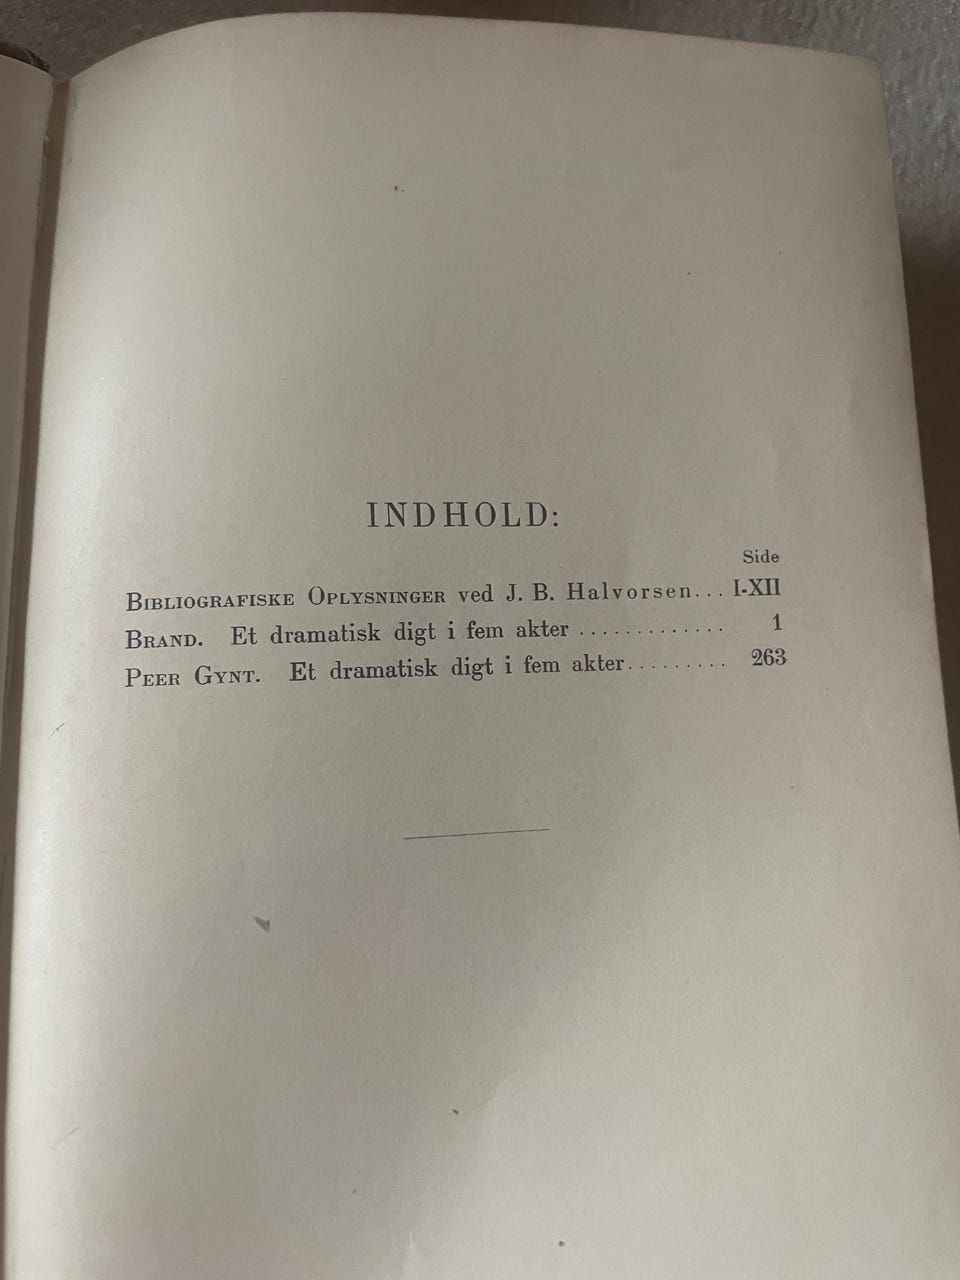 INDHOLD:
Side
BIBLIOGRAFISKE OPLYSNINGER ved J. B. Halvorsen... I-XII
BRAND. Et dramatisk digt i fem akter ............. 1
PEER GYNT. Et dramatisk digt i fem akter......... 263